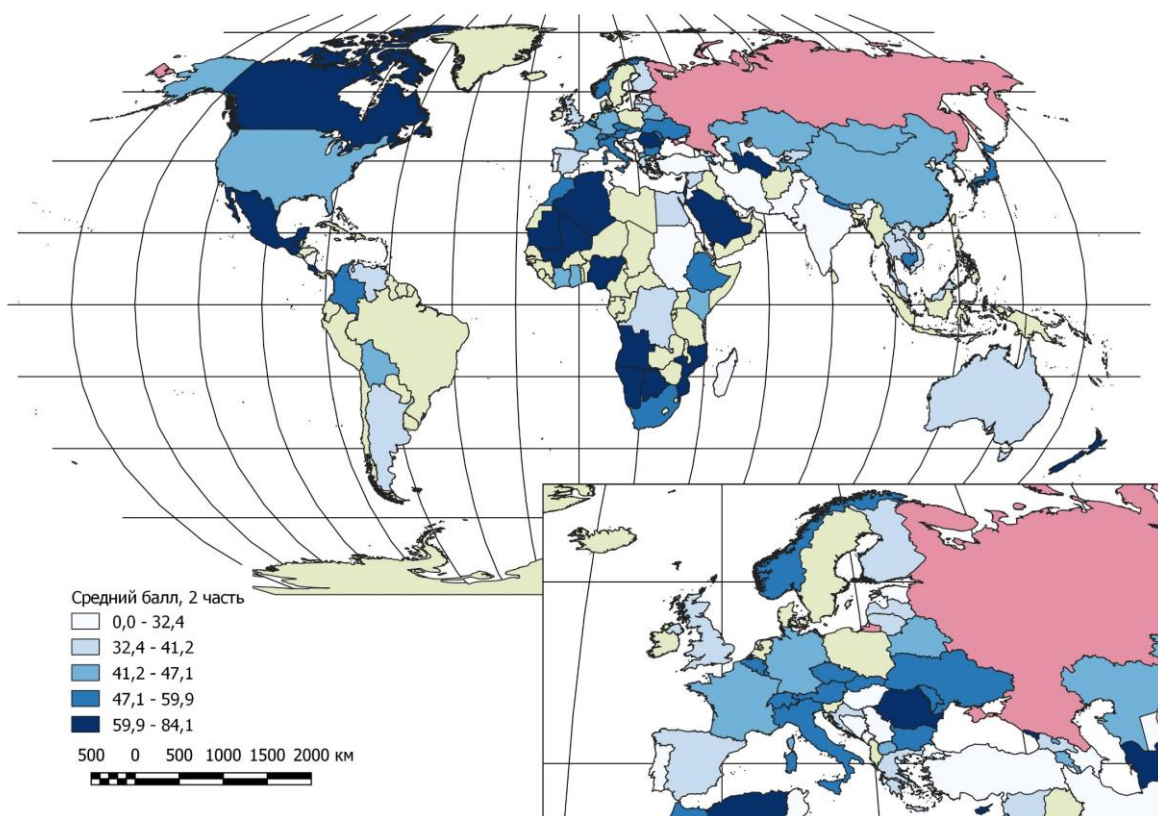 Средний балл, 2 часть
0,0 - 32,4
32,4 - 41,2
41,2 - 47,1
47,1 - 59,9
59,9 - 84,1
500 0 500 1000 1500 2000 км